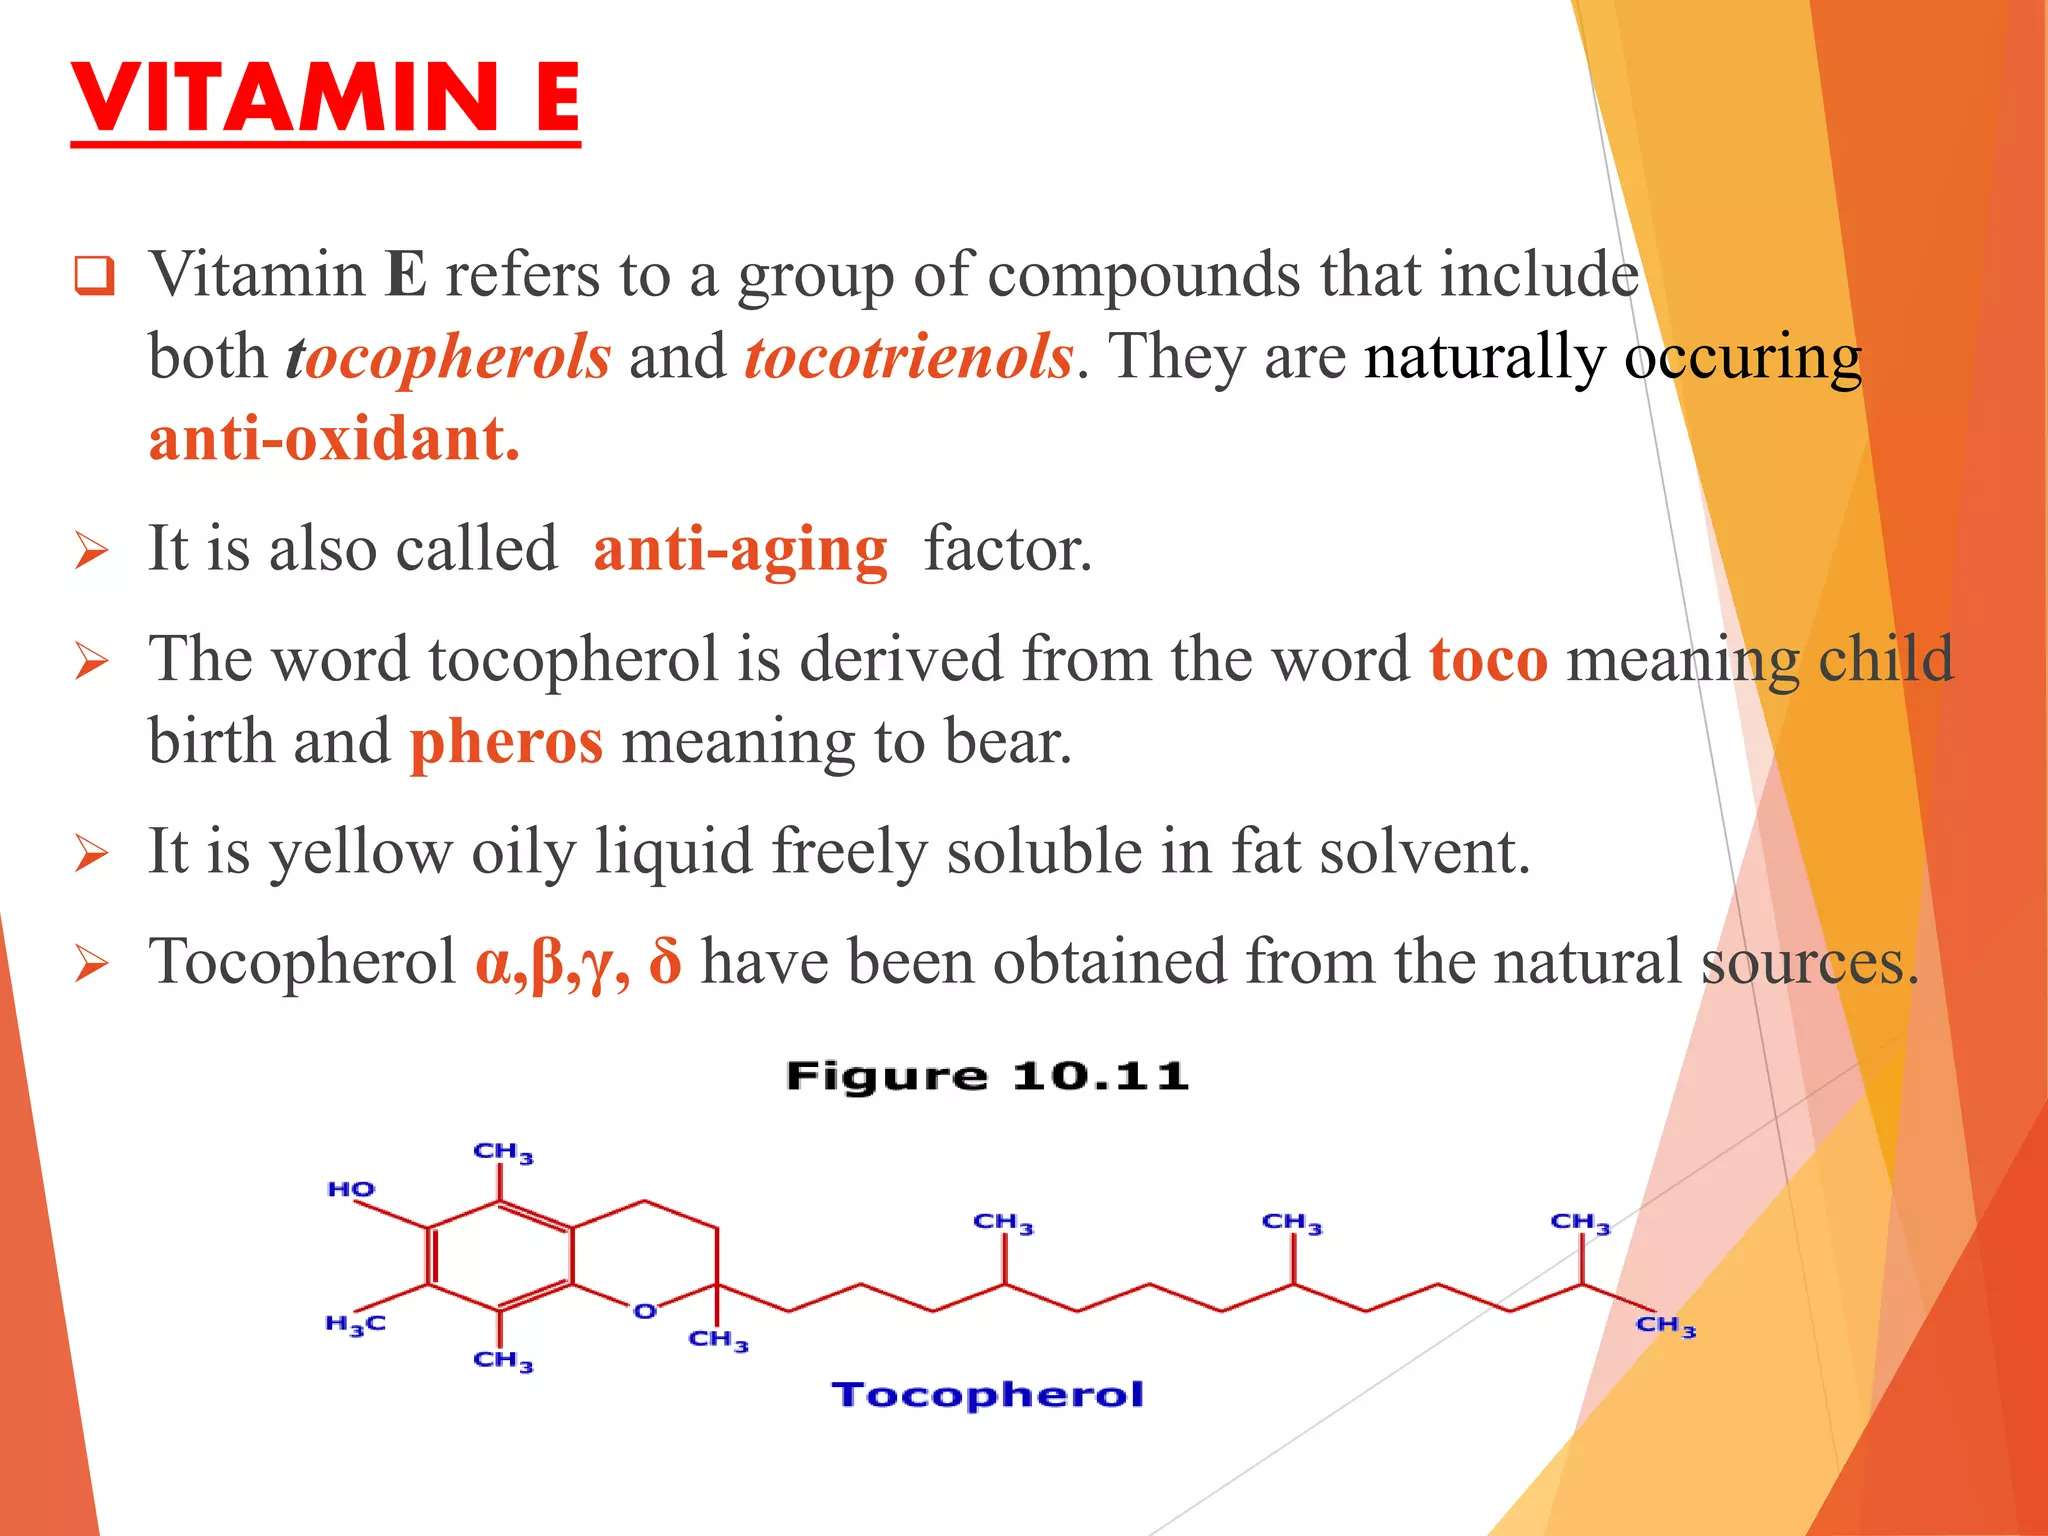 VITAMIN E
Vitamin E refers to a group of compounds that include
both tocopherols and tocotrienols. They are naturally occuring
anti-oxidant.
It is also called anti-aging factor.
The word tocopherol is derived from the word toco meaning child
birth and pheros meaning to bear.
It is yellow oily liquid freely soluble in fat solvent.
Tocopherol α,β,γ, δ have been obtained from the natural sources.
Figure 10.11
CH₃
HO
CH₃ CH₃ CH₃
H₃C O CH₃ CH₃
CH₃
Tocopherol